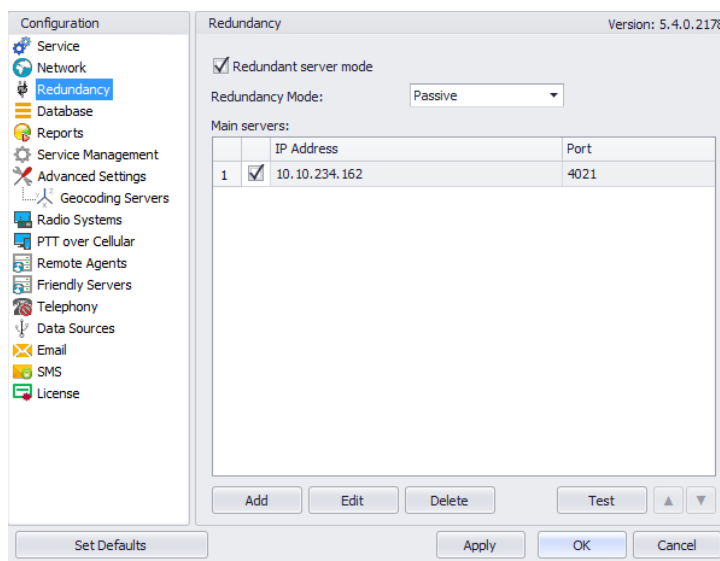 Configuration
Service
Network
Redundancy
Database
Reports
Service Management
Advanced Settings
Geocoding Servers
Radio Systems
PTT over Cellular
Remote Agents
Friendly Servers
Telephony
Data Sources
Email
SMS
License
Set Defaults
Redundancy Version: 5.4.0.2178
Redundant server mode
Redundancy Mode: Passive
Main servers:
IP Address Port
1 10.10.234.162 4021
Add Edit Delete Test
Apply OK Cancel